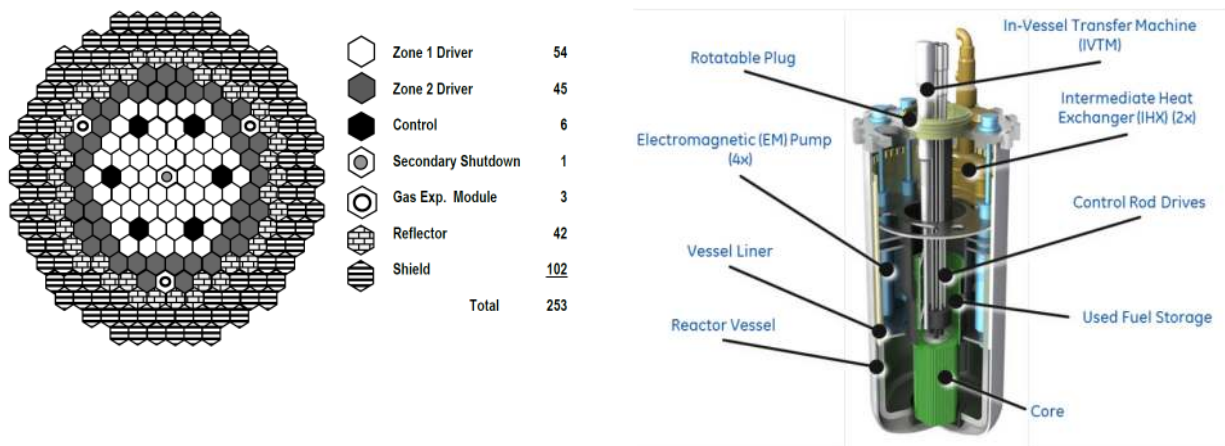 Zone 1 Driver 54
Zone 2 Driver 45
Control 6
Secondary Shutdown 1
Gas Exp. Module 3
Reflector 42
Shield 102
Total 253
In-Vessel Transfer Machine
(IVTM)
Rotatable Plug
Intermediate Heat
Exchanger (IHX) (2x)
Electromagnetic (EM) Pump
(4x)
Control Rod Drives
Vessel Liner
Used Fuel Storage
Reactor Vessel
Core